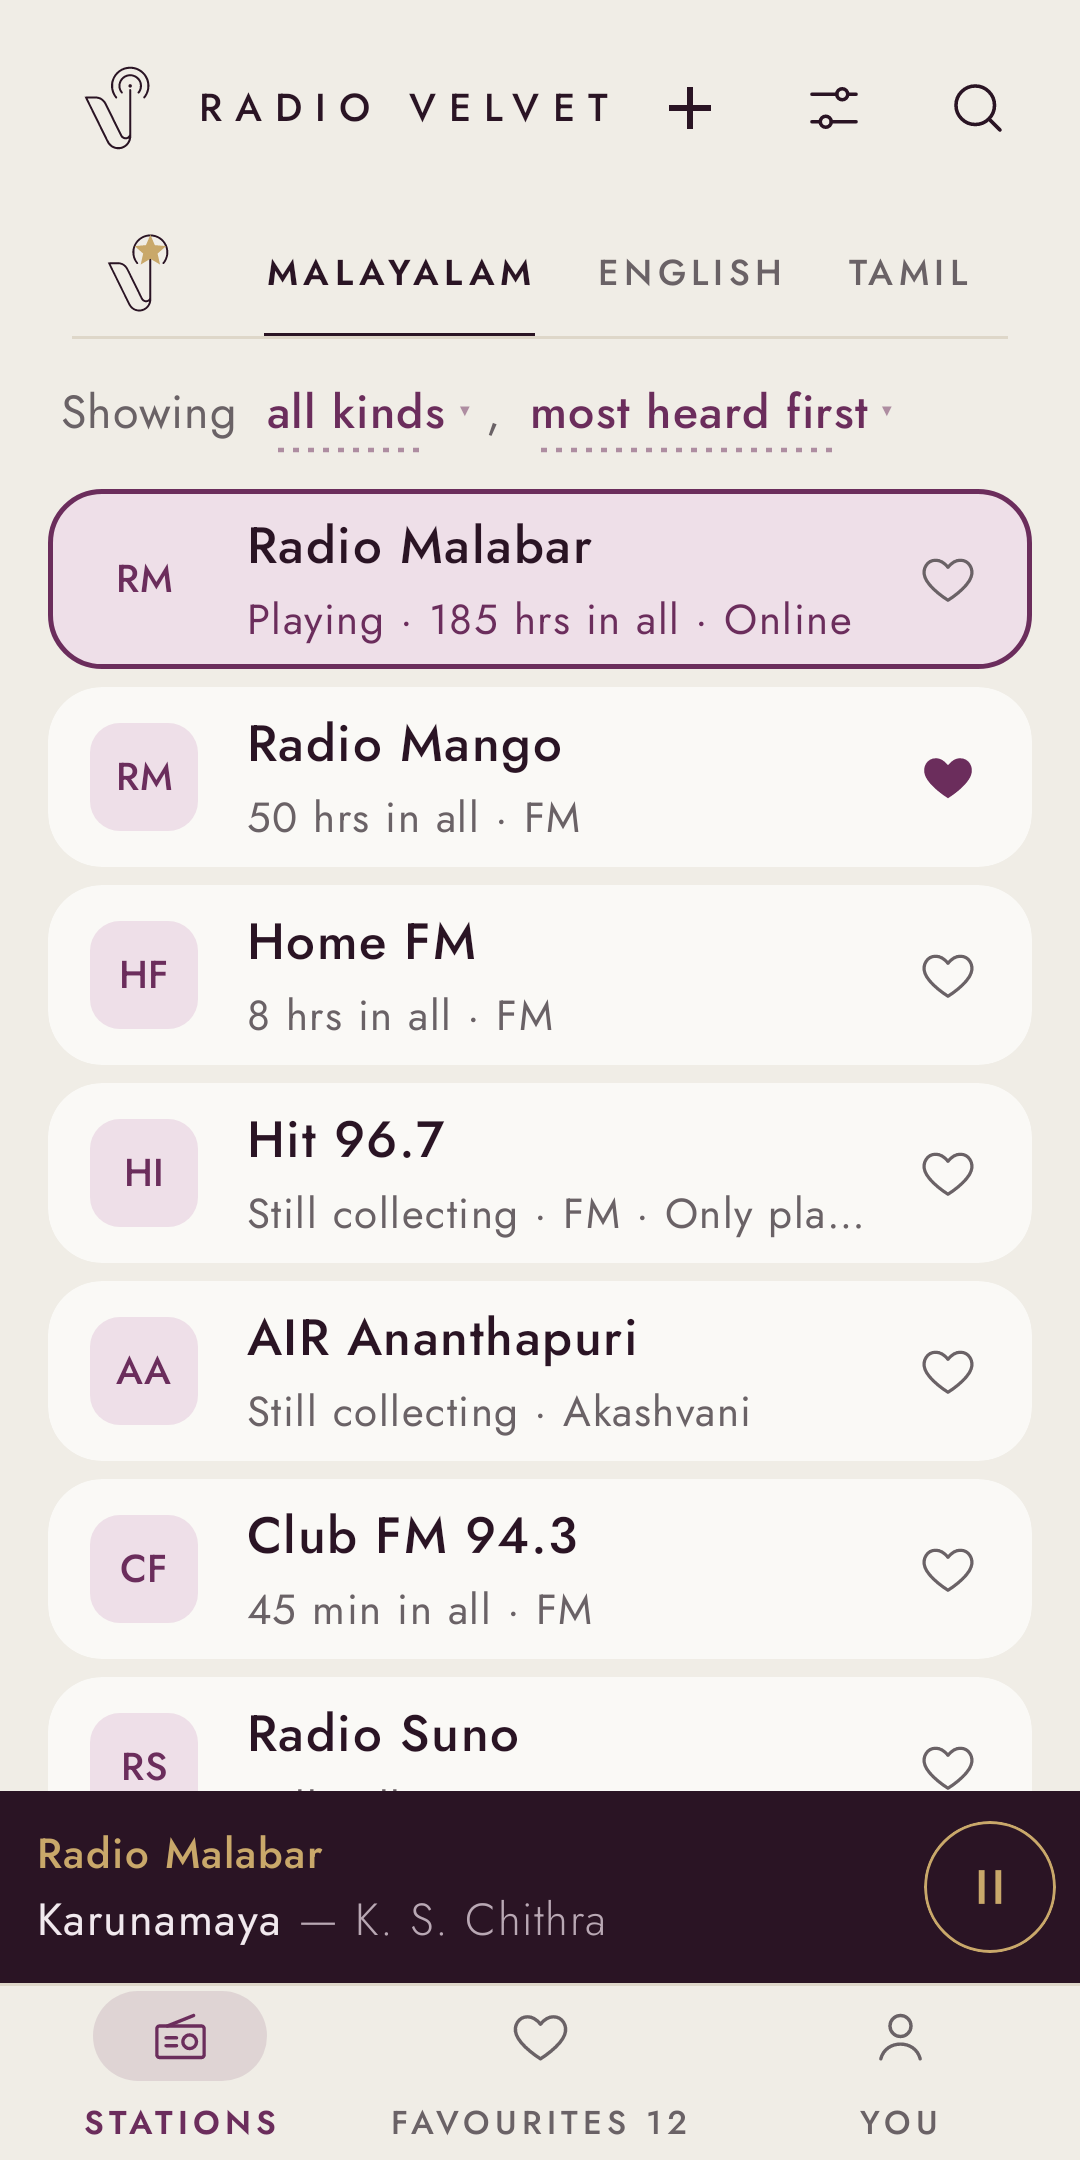 RADIO VELVET
MALAYALAM ENGLISH TAMIL
Showing all kinds ▾ , most heard first ▾
RM
Radio Malabar
Playing · 185 hrs in all · Online
RM
Radio Mango
50 hrs in all · FM
HF
Home FM
8 hrs in all · FM
HI
Hit 96.7
Still collecting · FM · Only pla...
AA
AIR Ananthapuri
Still collecting · Akashvani
CF
Club FM 94.3
45 min in all · FM
RS
Radio Suno
Radio Malabar
Karunamaya — K. S. Chithra
STATIONS FAVOURITES 12 YOU